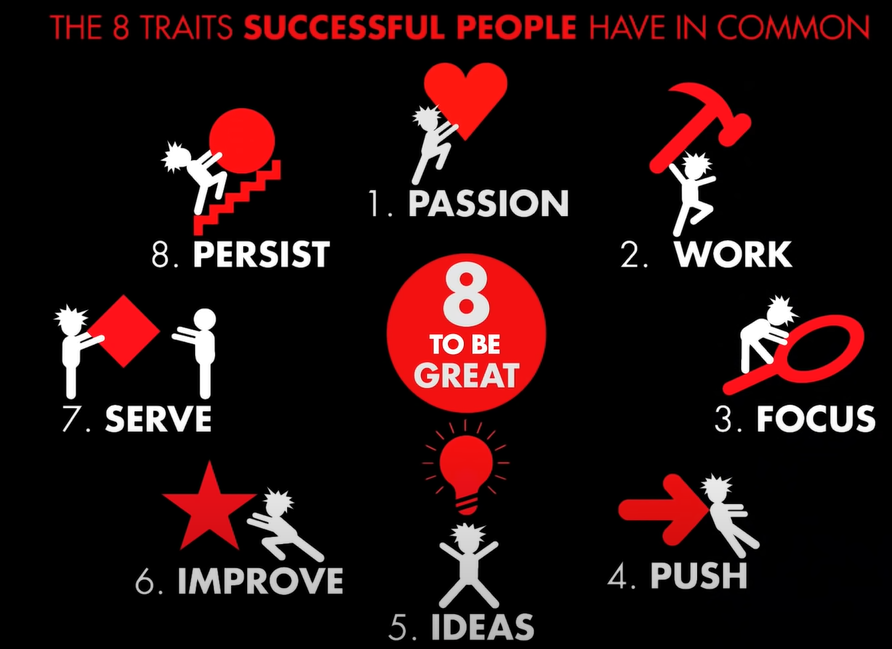 THE 8 TRAITS SUCCESSFUL PEOPLE HAVE IN COMMON
1. PASSION
2. WORK
3. FOCUS
4. PUSH
5. IDEAS
6. IMPROVE
7. SERVE
8. PERSIST
8
TO BE
GREAT